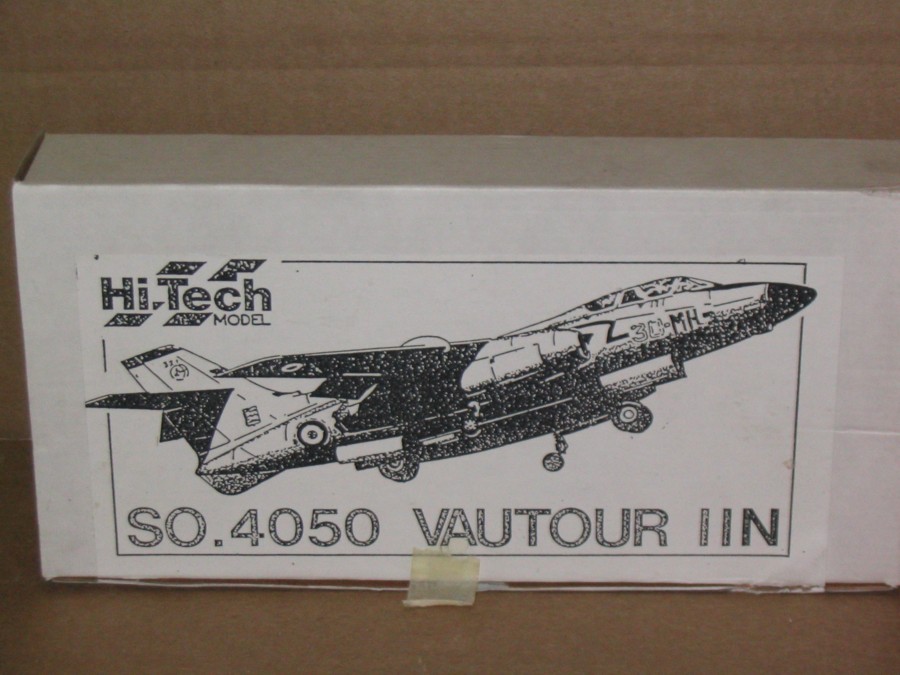 Hi-Tech
MODEL
30-MH
SO.4050 VAUTOUR IIN